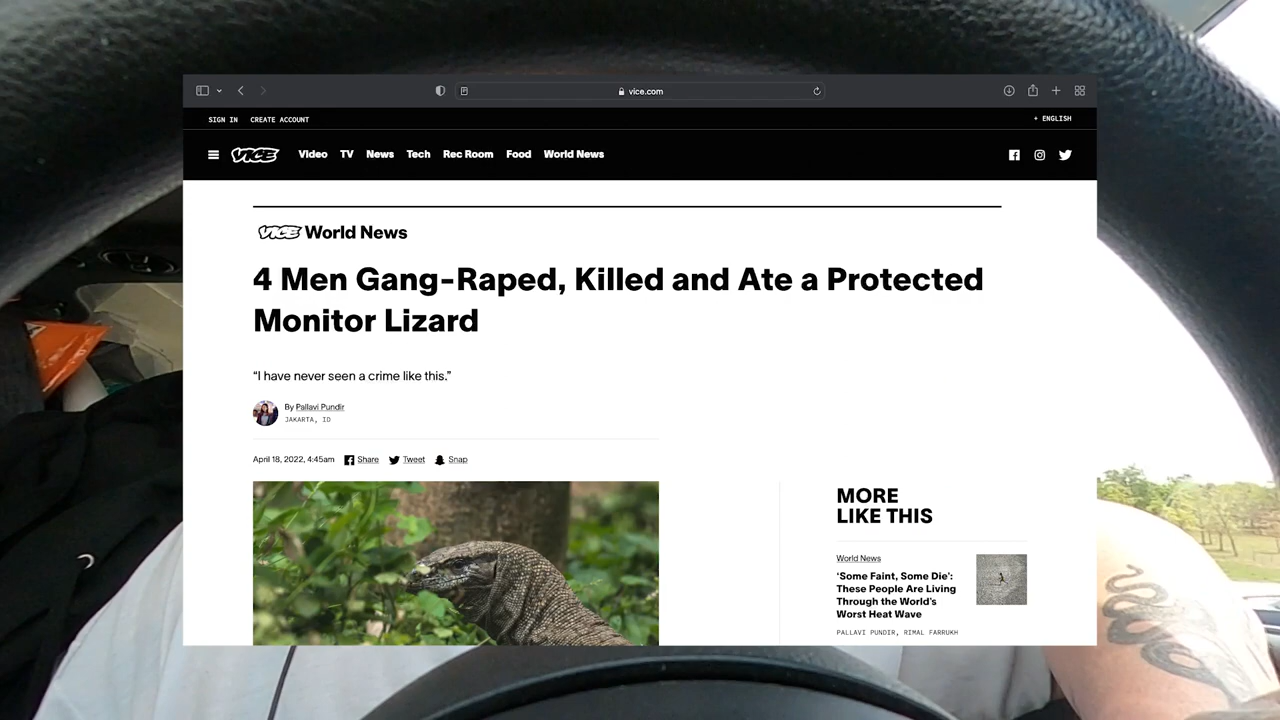 vice.com
SIGN IN CREATE ACCOUNT
+ ENGLISH
VICE Video TV News Tech Rec Room Food World News
VICE World News
4 Men Gang-Raped, Killed and Ate a Protected
Monitor Lizard
“I have never seen a crime like this.”
By Pallavi Pundir
JAKARTA, ID
April 18, 2022, 4:45am Share Tweet Snap
MORE
LIKE THIS
World News
‘Some Faint, Some Die’:
These People Are Living
Through the World’s
Worst Heat Wave
PALLAVI PUNDIR, RIMAL FARRUKH